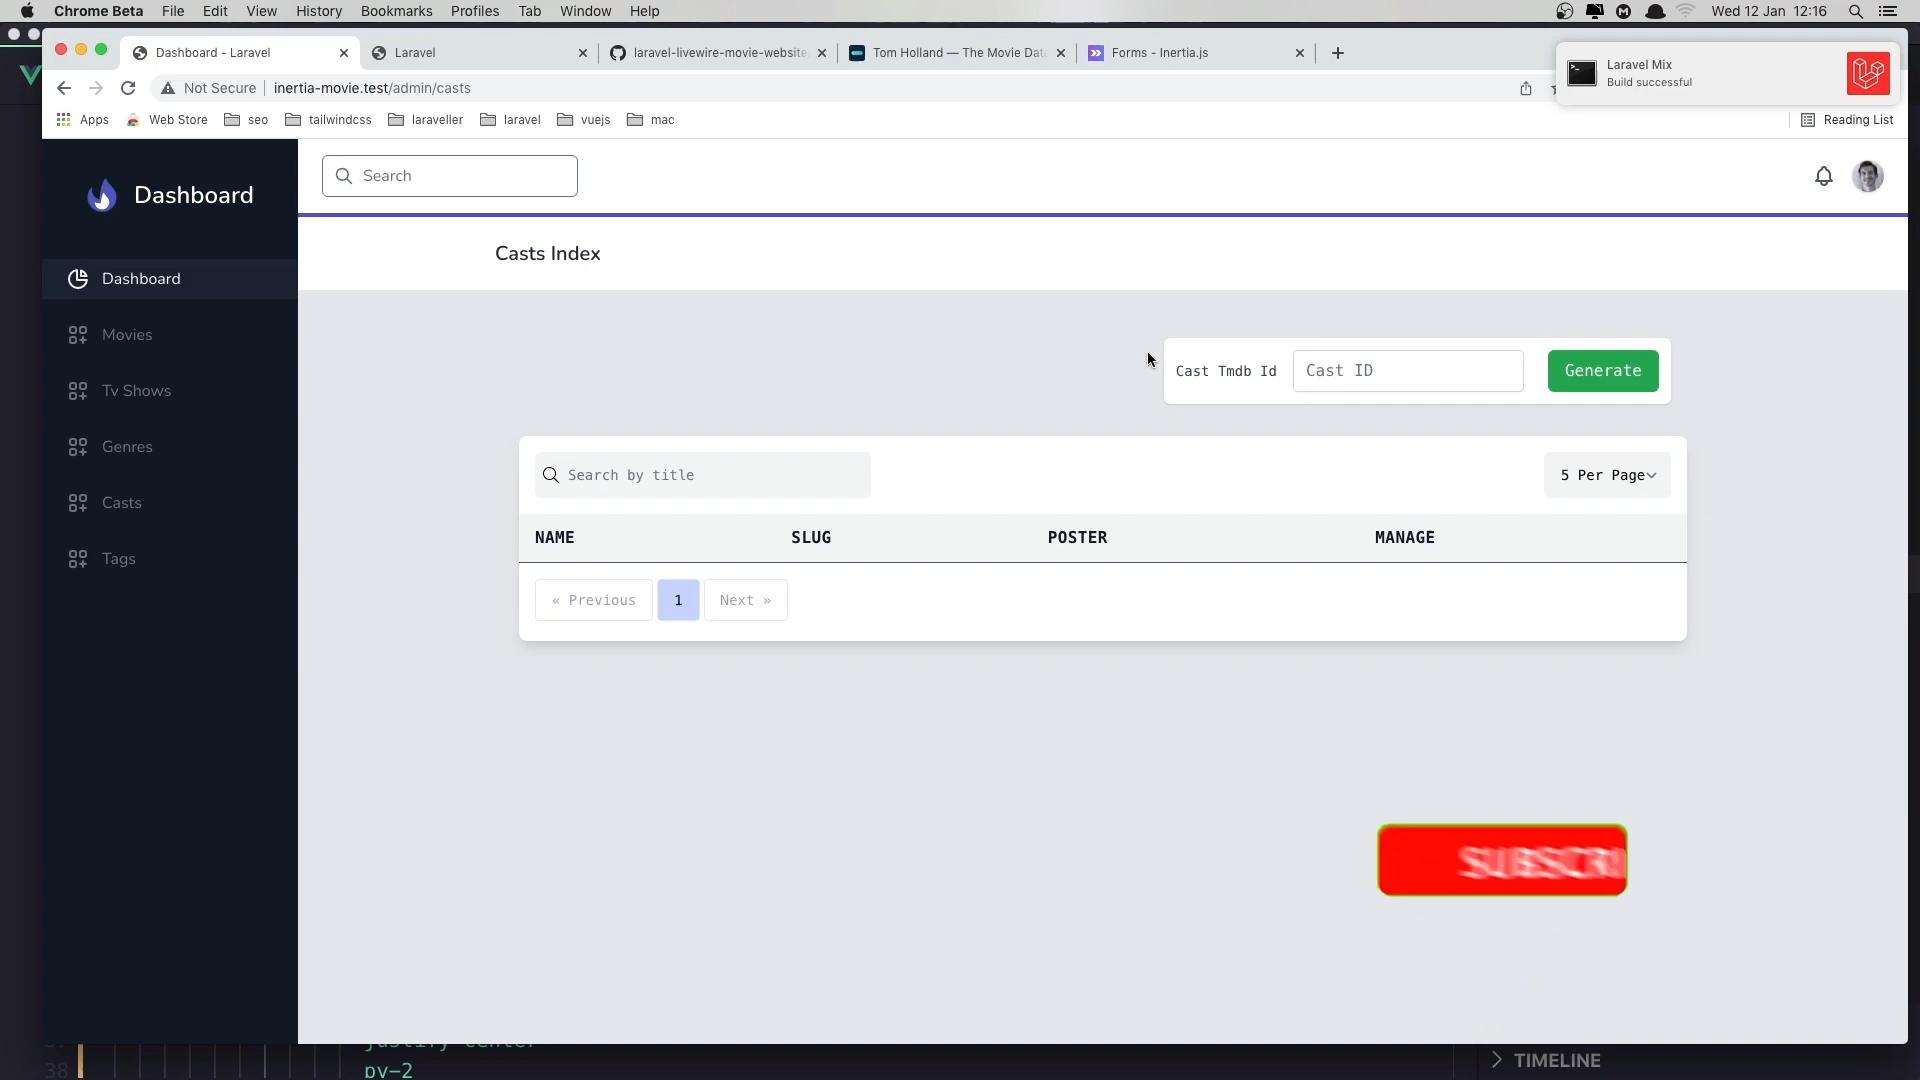 Chrome Beta File Edit View History Bookmarks Profiles Tab Window Help Wed 12 Jan 12:16
Dashboard - Laravel Laravel laravel-livewire-movie-website Tom Holland — The Movie Dat Forms - Inertia.js
Laravel Mix
Build successful
Not Secure inertia-movie.test/admin/casts
Apps Web Store seo tailwindcss laraveller laravel vuejs mac Reading List
Dashboard
Search
Casts Index
Dashboard
Movies
Tv Shows
Genres
Casts
Tags
Cast Tmdb Id Cast ID Generate
Search by title 5 Per Page
NAME SLUG POSTER MANAGE
« Previous 1 Next »
SUBSCRI
justify-center
38 py-2
TIMELINE